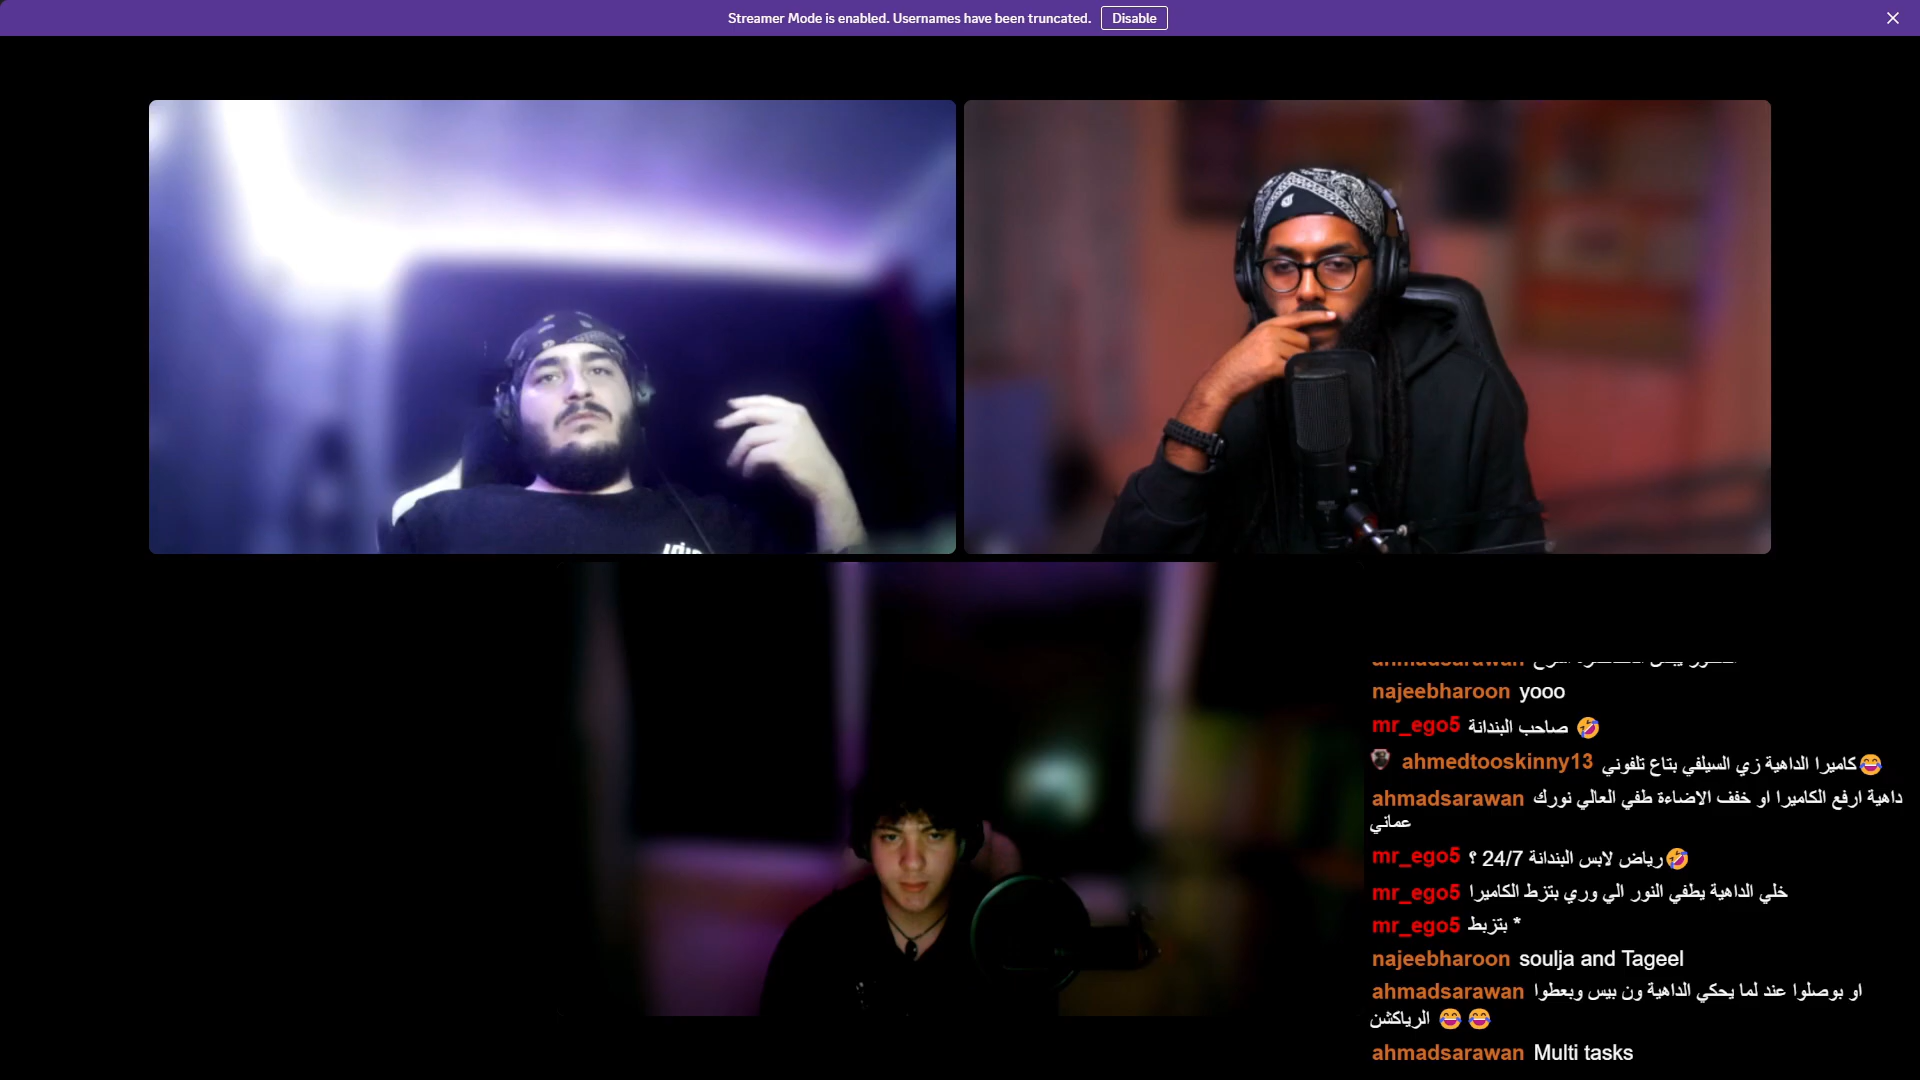 Streamer Mode is enabled. Usernames have been truncated. Disable
najeebharoon yooo
mr_ego5 صاحب البندانة 🤣
ahmedtooskinny13 كاميرا الداهية زي السيلفي بتاع تلفوني😂
ahmadsarawan داهية ارفع الكاميرا او خفف الاضاءة طفي العالي نورك
عماني
mr_ego5 رياض لابس البندانة 24/7 ؟🤣
mr_ego5 خلي الداهية يطفي النور الي وري بتزط الكاميرا
mr_ego5 بتزبط *
najeebharoon soulja and Tageel
ahmadsarawan او بوصلوا عند لما يحكي الداهية ون بيس وبعطوا
الرياكشن 😂 😂
ahmadsarawan Multi tasks